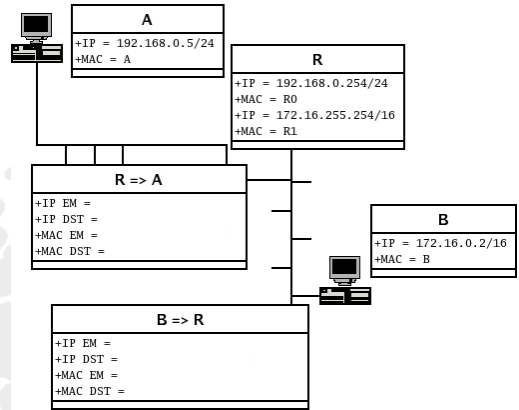 A
+IP = 192.168.0.5/24
+MAC = A
R
+IP = 192.168.0.254/24
+MAC = R0
+IP = 172.16.255.254/16
+MAC = R1
R => A
+IP EM =
+IP DST =
+MAC EM =
+MAC DST =
B
+IP = 172.16.0.2/16
+MAC = B
B => R
+IP EM =
+IP DST =
+MAC EM =
+MAC DST =